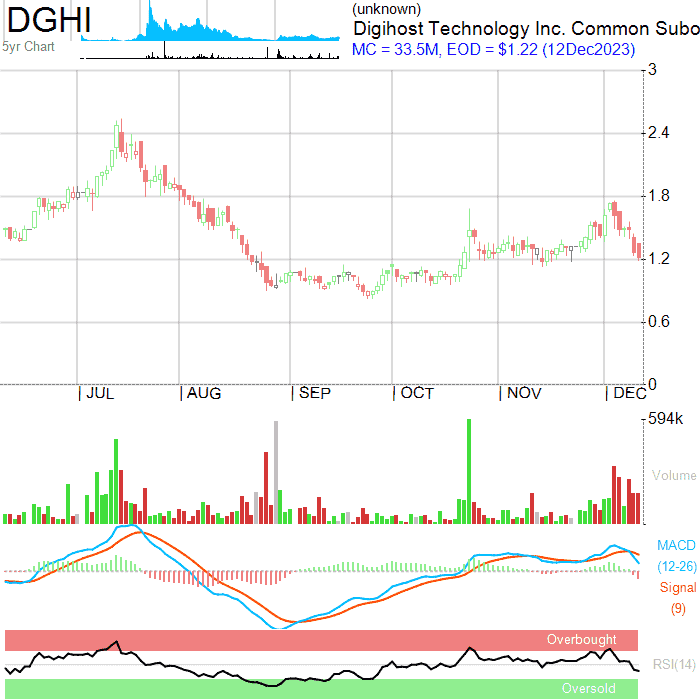 DGHI
5yr Chart
(unknown)
Digihost Technology Inc. Common Subo
MC = 33.5M, EOD = $1.22 (12Dec2023)
3
2.4
1.8
1.2
0.6
0
JUL AUG SEP OCT NOV DEC
594k
Volume
MACD
(12-26)
Signal
(9)
Overbought
RSI(14)
Oversold